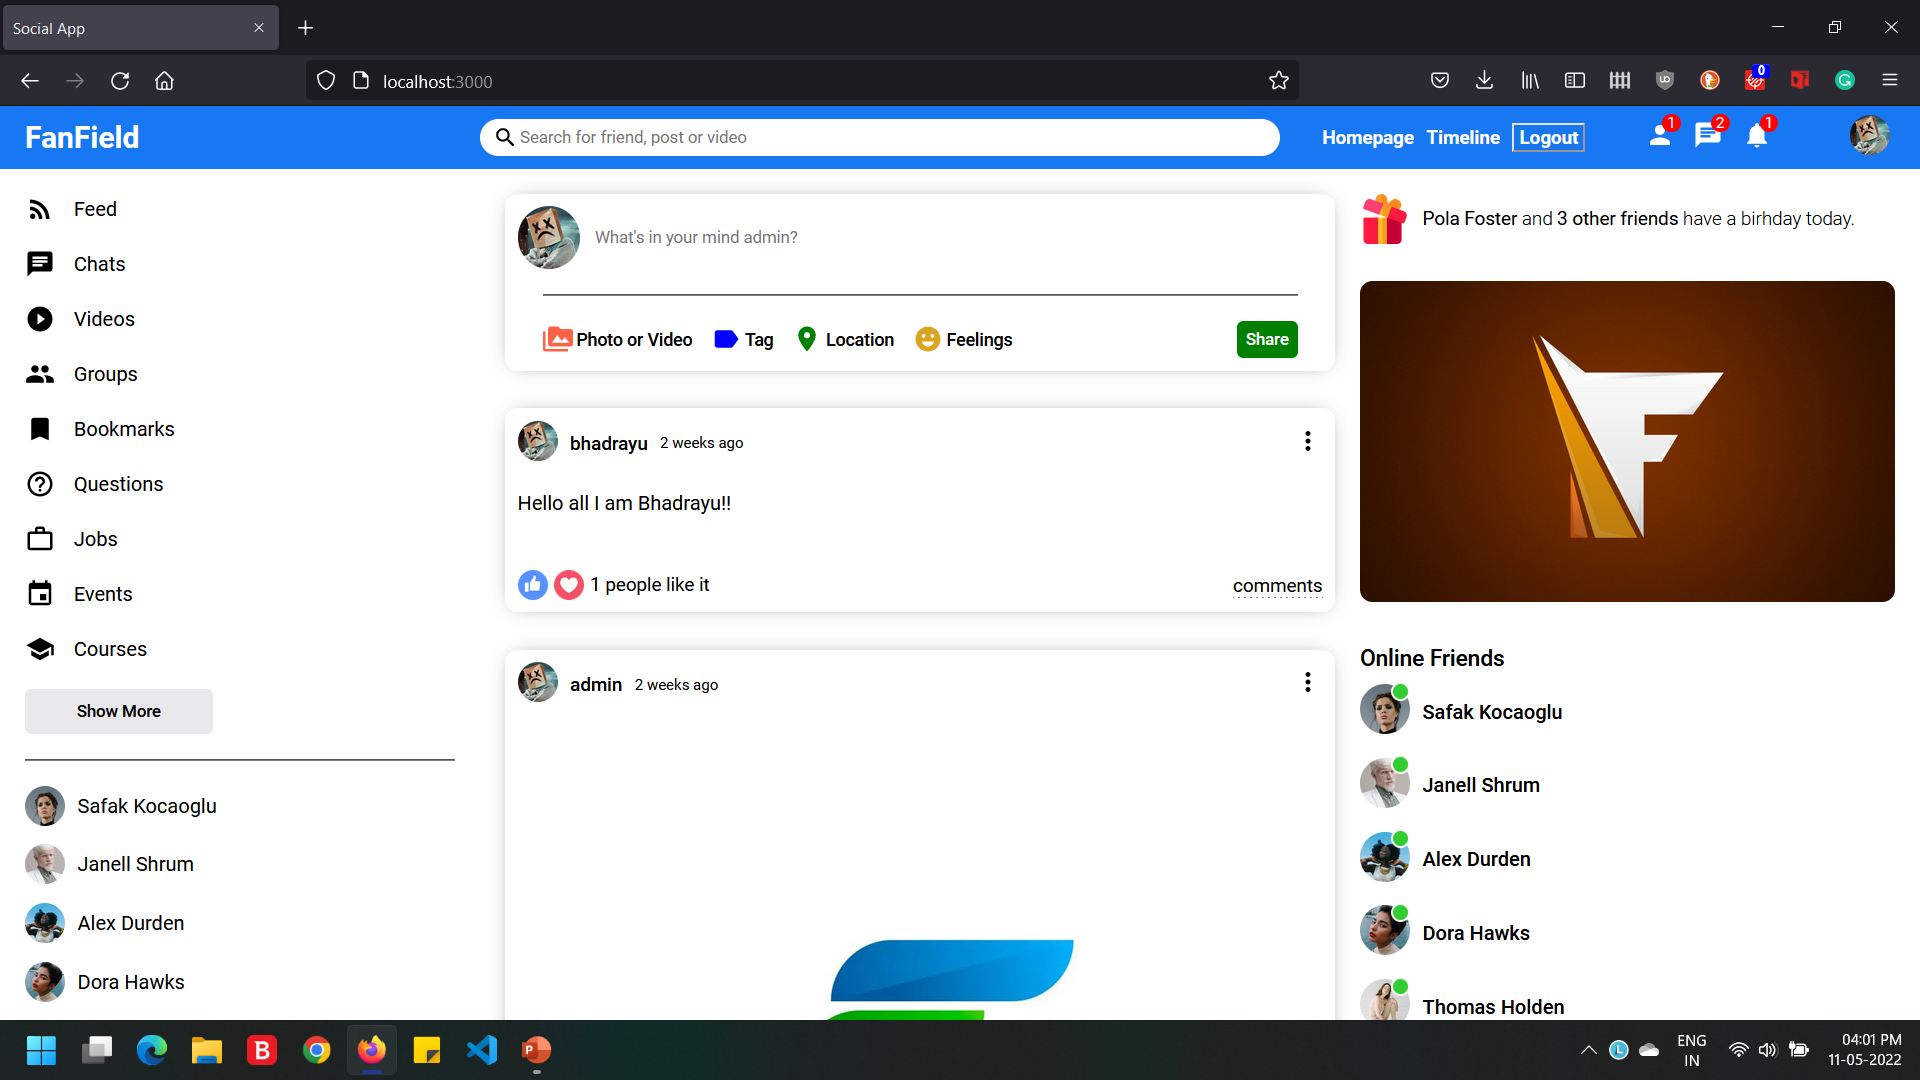 Social App
localhost:3000
0
FanField
Search for friend, post or video
Homepage Timeline Logout
1 2 1
Feed
Chats
Videos
Groups
Bookmarks
Questions
Jobs
Events
Courses
Show More
Safak Kocaoglu
Janell Shrum
Alex Durden
Dora Hawks
What's in your mind admin?
Photo or Video Tag Location Feelings Share
bhadrayu 2 weeks ago
Hello all I am Bhadrayu!!
1 people like it comments
admin 2 weeks ago
Pola Foster and 3 other friends have a birhday today.
F
Online Friends
Safak Kocaoglu
Janell Shrum
Alex Durden
Dora Hawks
Thomas Holden
B
P
L
ENG
IN
04:01 PM
11-05-2022